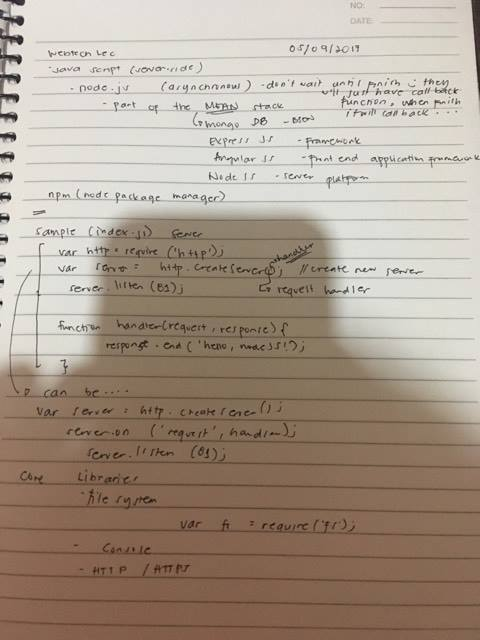 NO:
DATE:
Webtech Lec 05/09/2019
- Java script (server-side)
- node.js (asynchronous) - don't wait until finish; they
'll just have call back
- part of the MEAN stack function, when finish
it will call back ...
mongo DB -
Express JS - Framework
Angular JS - front end application framework
Node JS - server platform
npm (node package manager)
sample (index.js) server
var http = require ('http');
handler
var server = http.createServer(); // create new server
server.listen (81); request handler
function handler(request, response) {
response.end ('hello, node JS!');
}
can be ....
var server = http.createserver();
server.on ('request', handler);
server.listen (81);
Core Libraries
- file system
var fs = require('fs');
- Console
- HTTP / HTTPS